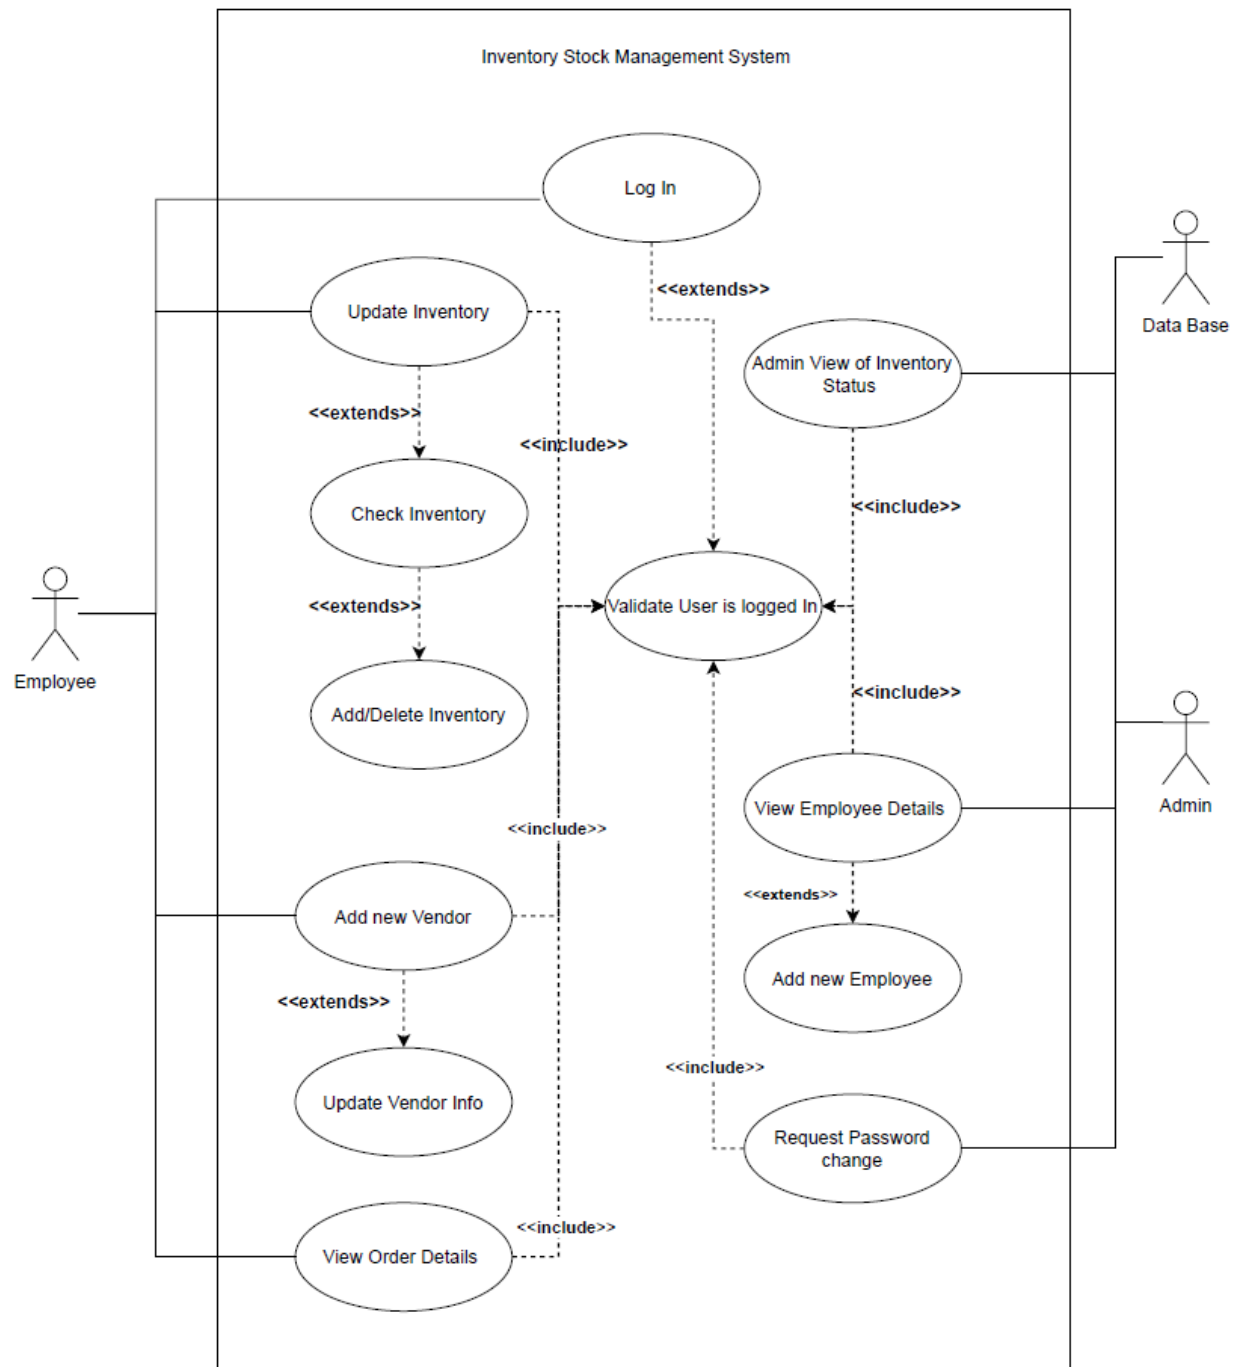 Inventory Stock Management System
Log In
<<extends>>
Data Base
Update Inventory
Admin View of Inventory
Status
<<extends>>
<<include>>
Check Inventory
<<include>>
<<extends>>
Validate User is logged In
Employee
<<include>>
Add/Delete Inventory
Admin
View Employee Details
<<include>>
<<extends>>
Add new Vendor
Add new Employee
<<extends>>
<<include>>
Update Vendor Info
Request Password
change
<<include>>
View Order Details